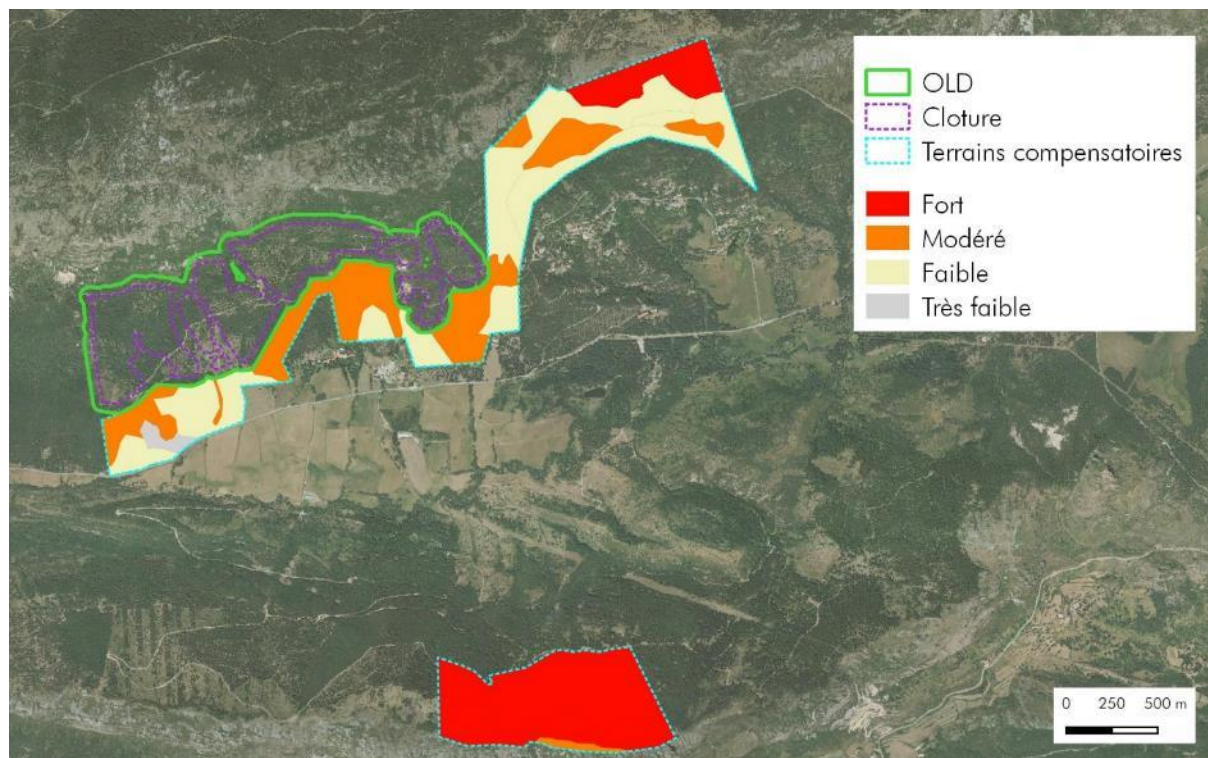 OLD
Cloture
Terrains compensatoires
Fort
Modéré
Faible
Très faible
0 250 500 m